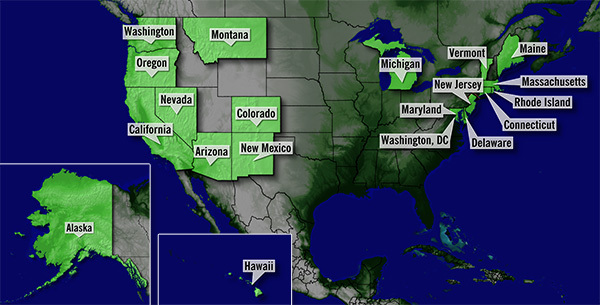 Washington
Montana
Oregon
Nevada
California
Colorado
Arizona
New Mexico
Michigan
Vermont
Maine
New Jersey
Massachusetts
Maryland
Rhode Island
Connecticut
Washington, DC
Delaware
Alaska
Hawaii